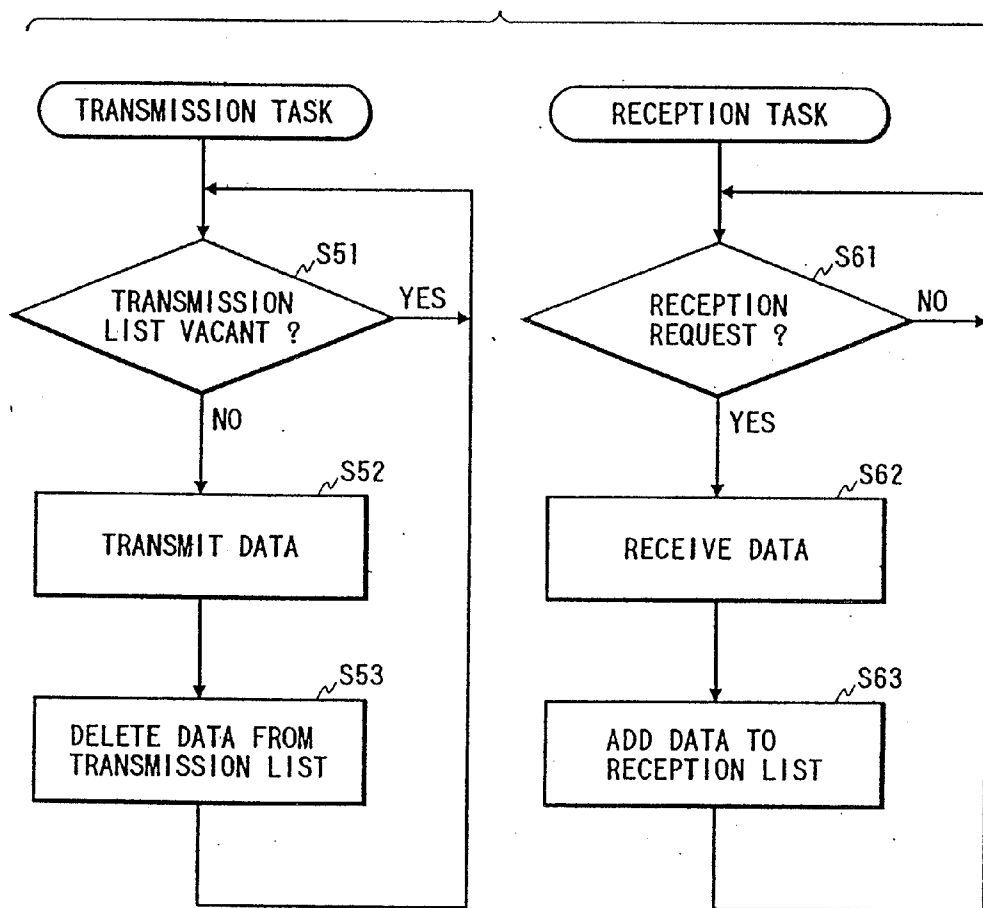 TRANSMISSION TASK
S51
TRANSMISSION
LIST VACANT ?
YES
NO
S52
TRANSMIT DATA
S53
DELETE DATA FROM
TRANSMISSION LIST
RECEPTION TASK
S61
RECEPTION
REQUEST ?
NO
YES
S62
RECEIVE DATA
S63
ADD DATA TO
RECEPTION LIST